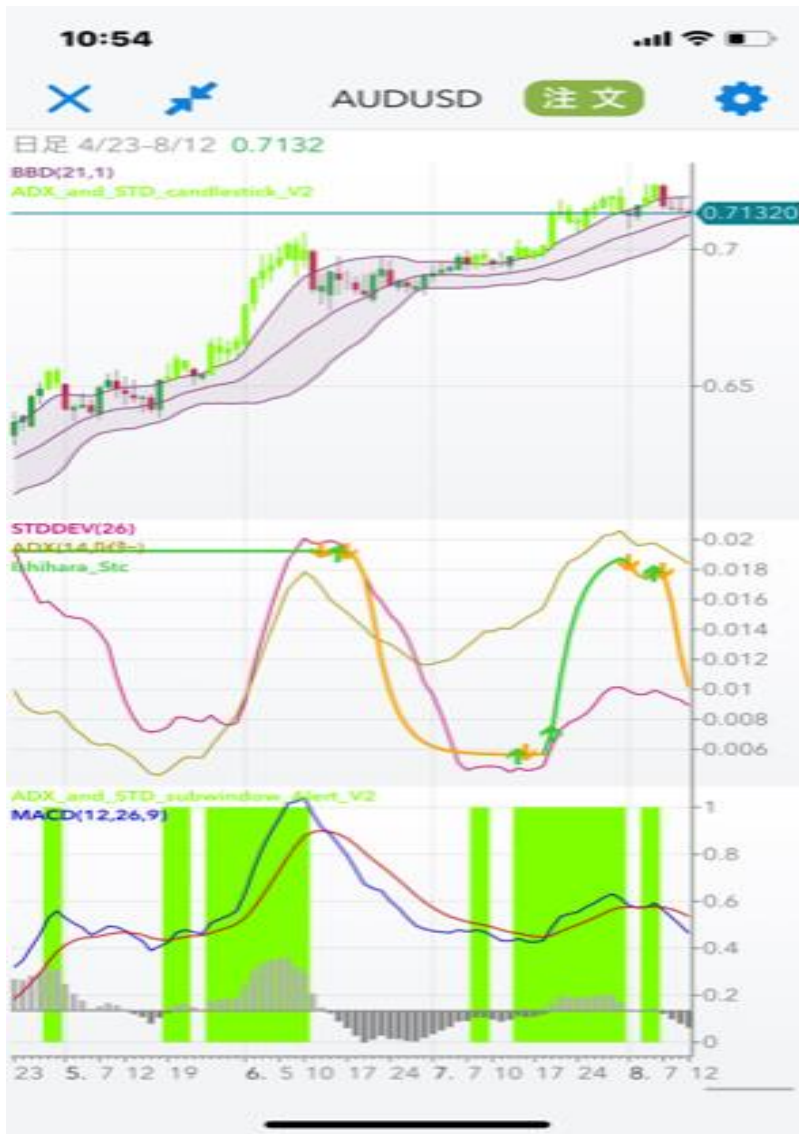 10:54
AUDUSD 注文
日足 4/23-8/12 0.7132
BBD(21,1)
ADX_and_STD_candlestick_V2
0.71320
0.7
0.65
STDDEV(26)
ADX(14,
Ishihara_Stc
0.02
0.018
0.016
0.014
0.012
0.01
0.008
0.006
ADX_and_STD_subwindow_Alert_V2
MACD(12,26,9)
1
0.8
0.6
0.4
0.2
0
23 5. 7 12 19 6. 5 10 17 24 7. 7 10 17 24 8. 7 12